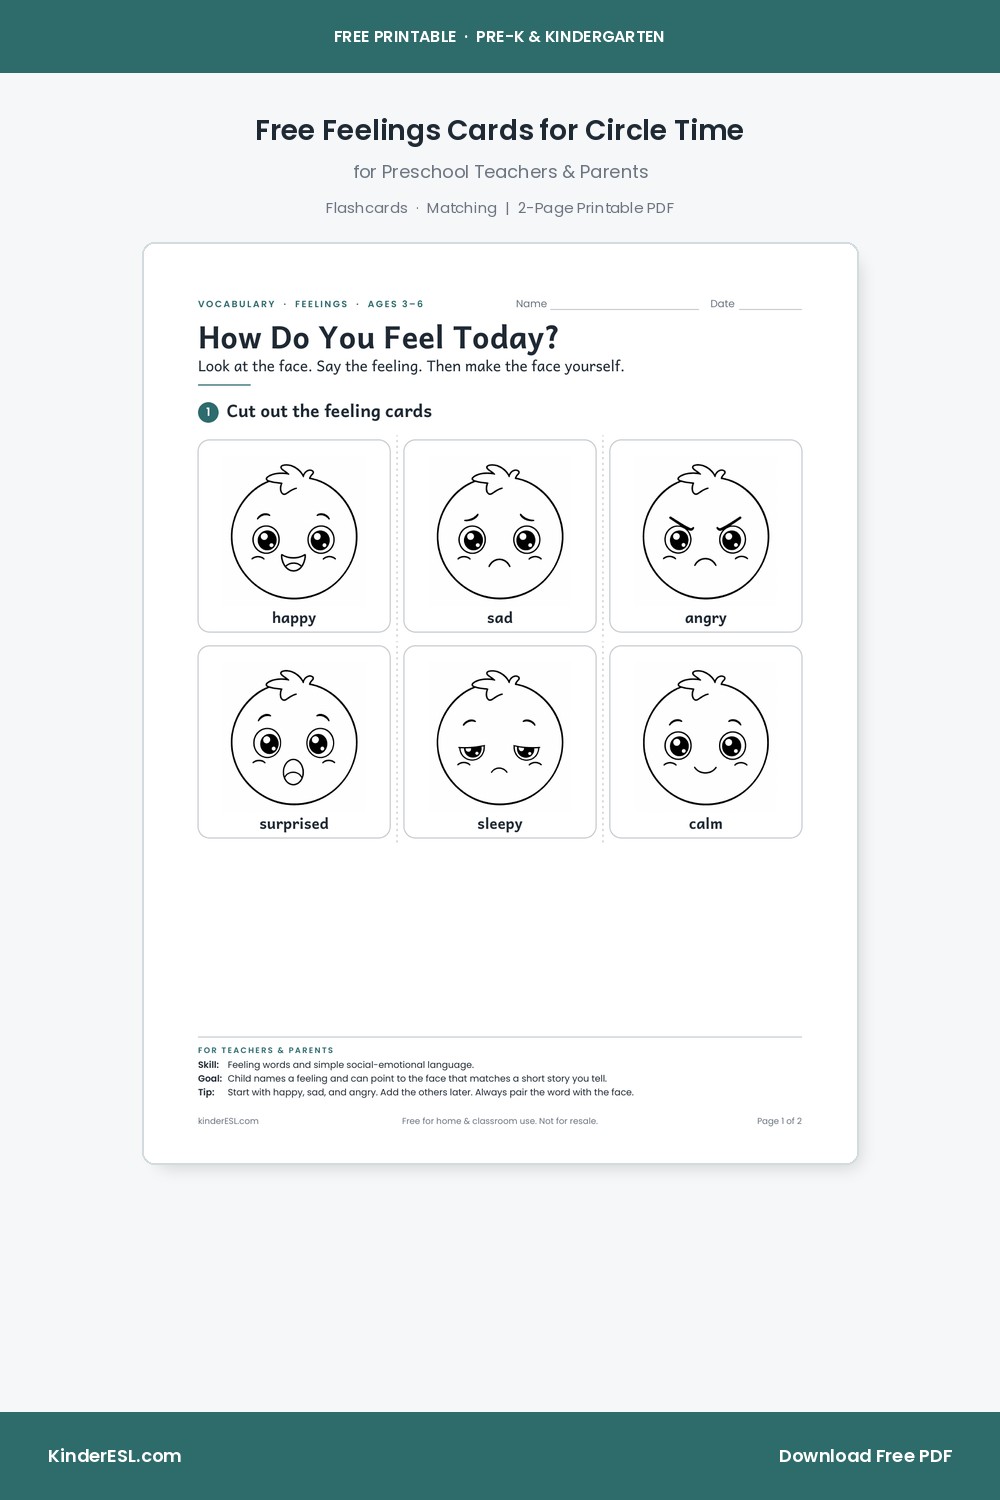 FREE PRINTABLE · PRE-K & KINDERGARTEN
Free Feelings Cards for Circle Time
for Preschool Teachers & Parents
Flashcards · Matching | 2-Page Printable PDF
VOCABULARY · FEELINGS · AGES 3–6 Name Date
How Do You Feel Today?
Look at the face. Say the feeling. Then make the face yourself.
1 Cut out the feeling cards
happy sad angry
surprised sleepy calm
FOR TEACHERS & PARENTS
Skill: Feeling words and simple social-emotional language.
Goal: Child names a feeling and can point to the face that matches a short story you tell.
Tip: Start with happy, sad, and angry. Add the others later. Always pair the word with the face.
kinderESL.com Free for home & classroom use. Not for resale. Page 1 of 2
KinderESL.com Download Free PDF